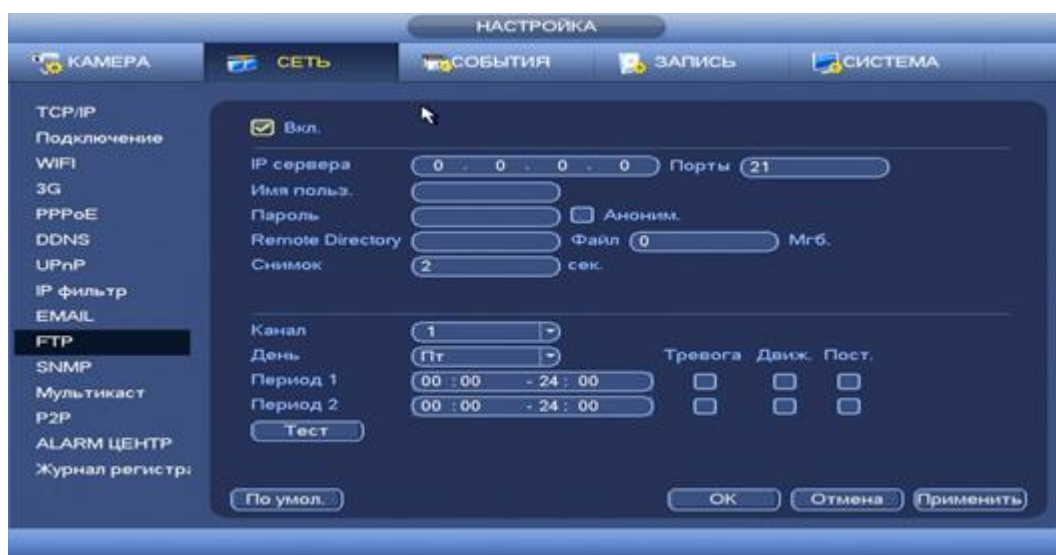 НАСТРОЙКА
КАМЕРА СЕТЬ СОБЫТИЯ ЗАПИСЬ СИСТЕМА
TCP/IP
Подключение
WIFI
3G
PPPoE
DDNS
UPnP
IP фильтр
EMAIL
FTP
SNMP
Мультикаст
P2P
ALARM ЦЕНТР
Журнал регистра
Вкл.
IP сервера 0 . 0 . 0 . 0 Порты 21
Имя польз.
Пароль Аноним.
Remote Directory Файл 0 Мгб.
Снимок 2 сек.
Канал 1
День Пт Тревога Движ. Пост.
Период 1 00 : 00 - 24 : 00
Период 2 00 : 00 - 24 : 00
Тест
По умол. OK Отмена Применить